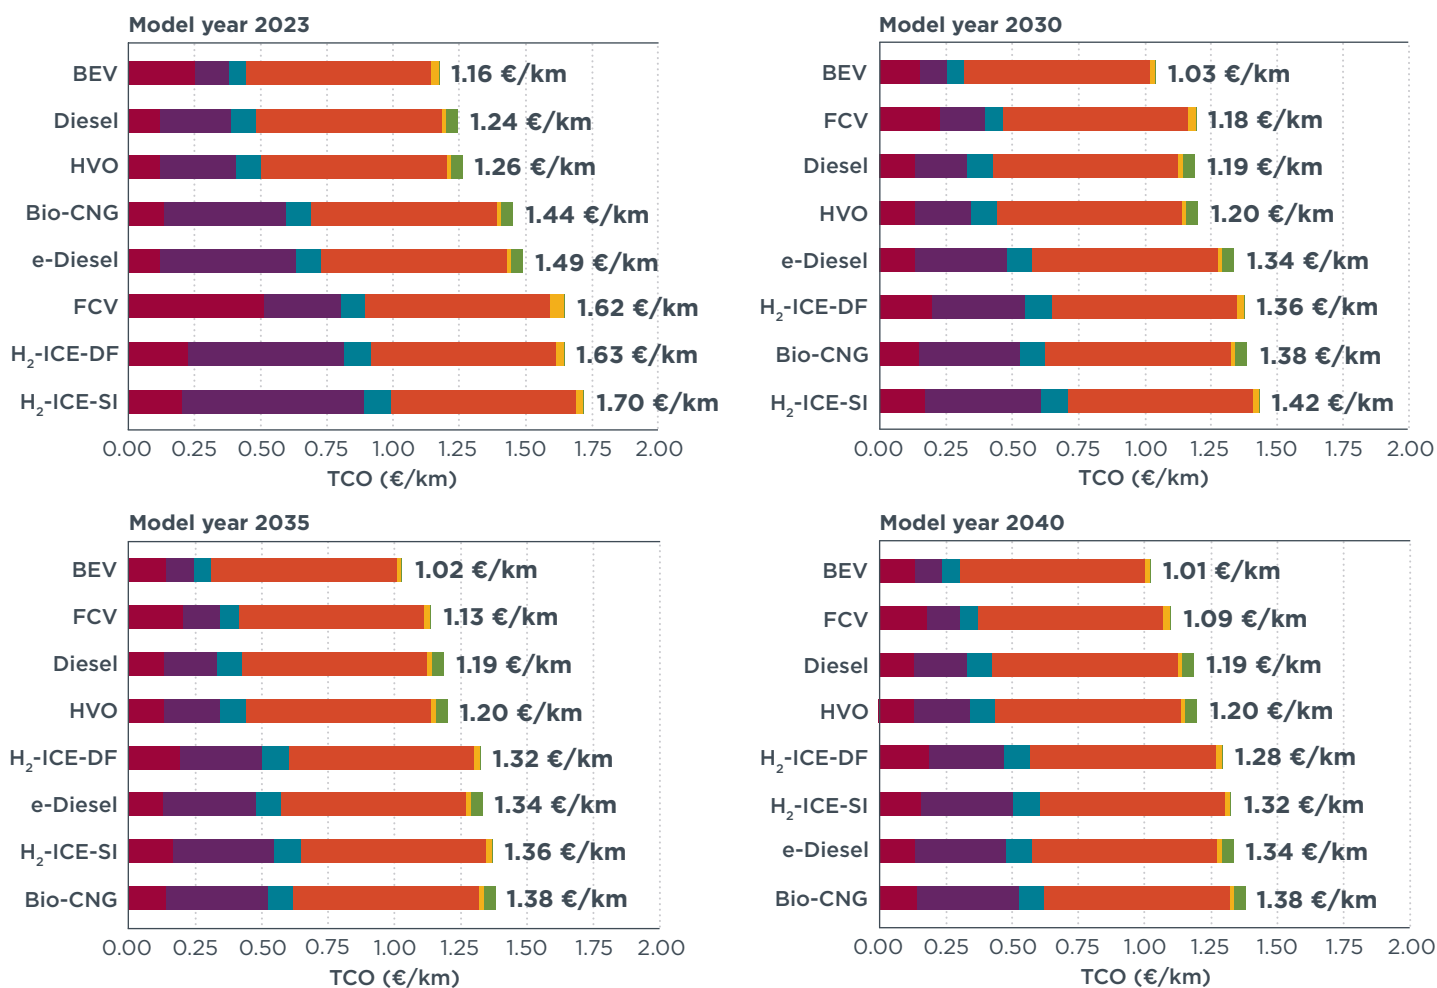 Model year 2023
BEV 1.16 €/km
Diesel 1.24 €/km
HVO 1.26 €/km
Bio-CNG 1.44 €/km
e-Diesel 1.49 €/km
FCV 1.62 €/km
H2-ICE-DF 1.63 €/km
H2-ICE-SI 1.70 €/km
0.00 0.25 0.50 0.75 1.00 1.25 1.50 1.75 2.00
TCO (€/km)
Model year 2030
BEV 1.03 €/km
FCV 1.18 €/km
Diesel 1.19 €/km
HVO 1.20 €/km
e-Diesel 1.34 €/km
H2-ICE-DF 1.36 €/km
Bio-CNG 1.38 €/km
H2-ICE-SI 1.42 €/km
0.00 0.25 0.50 0.75 1.00 1.25 1.50 1.75 2.00
TCO (€/km)
Model year 2035
BEV 1.02 €/km
FCV 1.13 €/km
Diesel 1.19 €/km
HVO 1.20 €/km
H2-ICE-DF 1.32 €/km
e-Diesel 1.34 €/km
H2-ICE-SI 1.36 €/km
Bio-CNG 1.38 €/km
0.00 0.25 0.50 0.75 1.00 1.25 1.50 1.75 2.00
TCO (€/km)
Model year 2040
BEV 1.01 €/km
FCV 1.09 €/km
Diesel 1.19 €/km
HVO 1.20 €/km
H2-ICE-DF 1.28 €/km
H2-ICE-SI 1.32 €/km
e-Diesel 1.34 €/km
Bio-CNG 1.38 €/km
0.00 0.25 0.50 0.75 1.00 1.25 1.50 1.75 2.00
TCO (€/km)